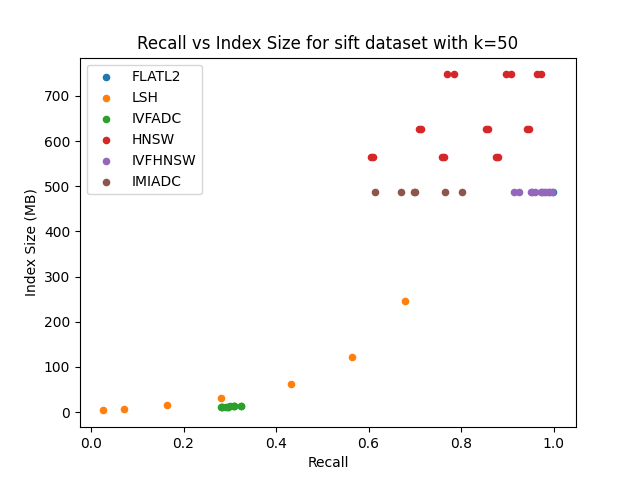 Recall vs Index Size for sift dataset with k=50
FLATL2
LSH
IVFADC
HNSW
IVFHNSW
IMIADC
700
600
500
400
300
200
100
0
Index Size (MB)
0.0 0.2 0.4 0.6 0.8 1.0
Recall